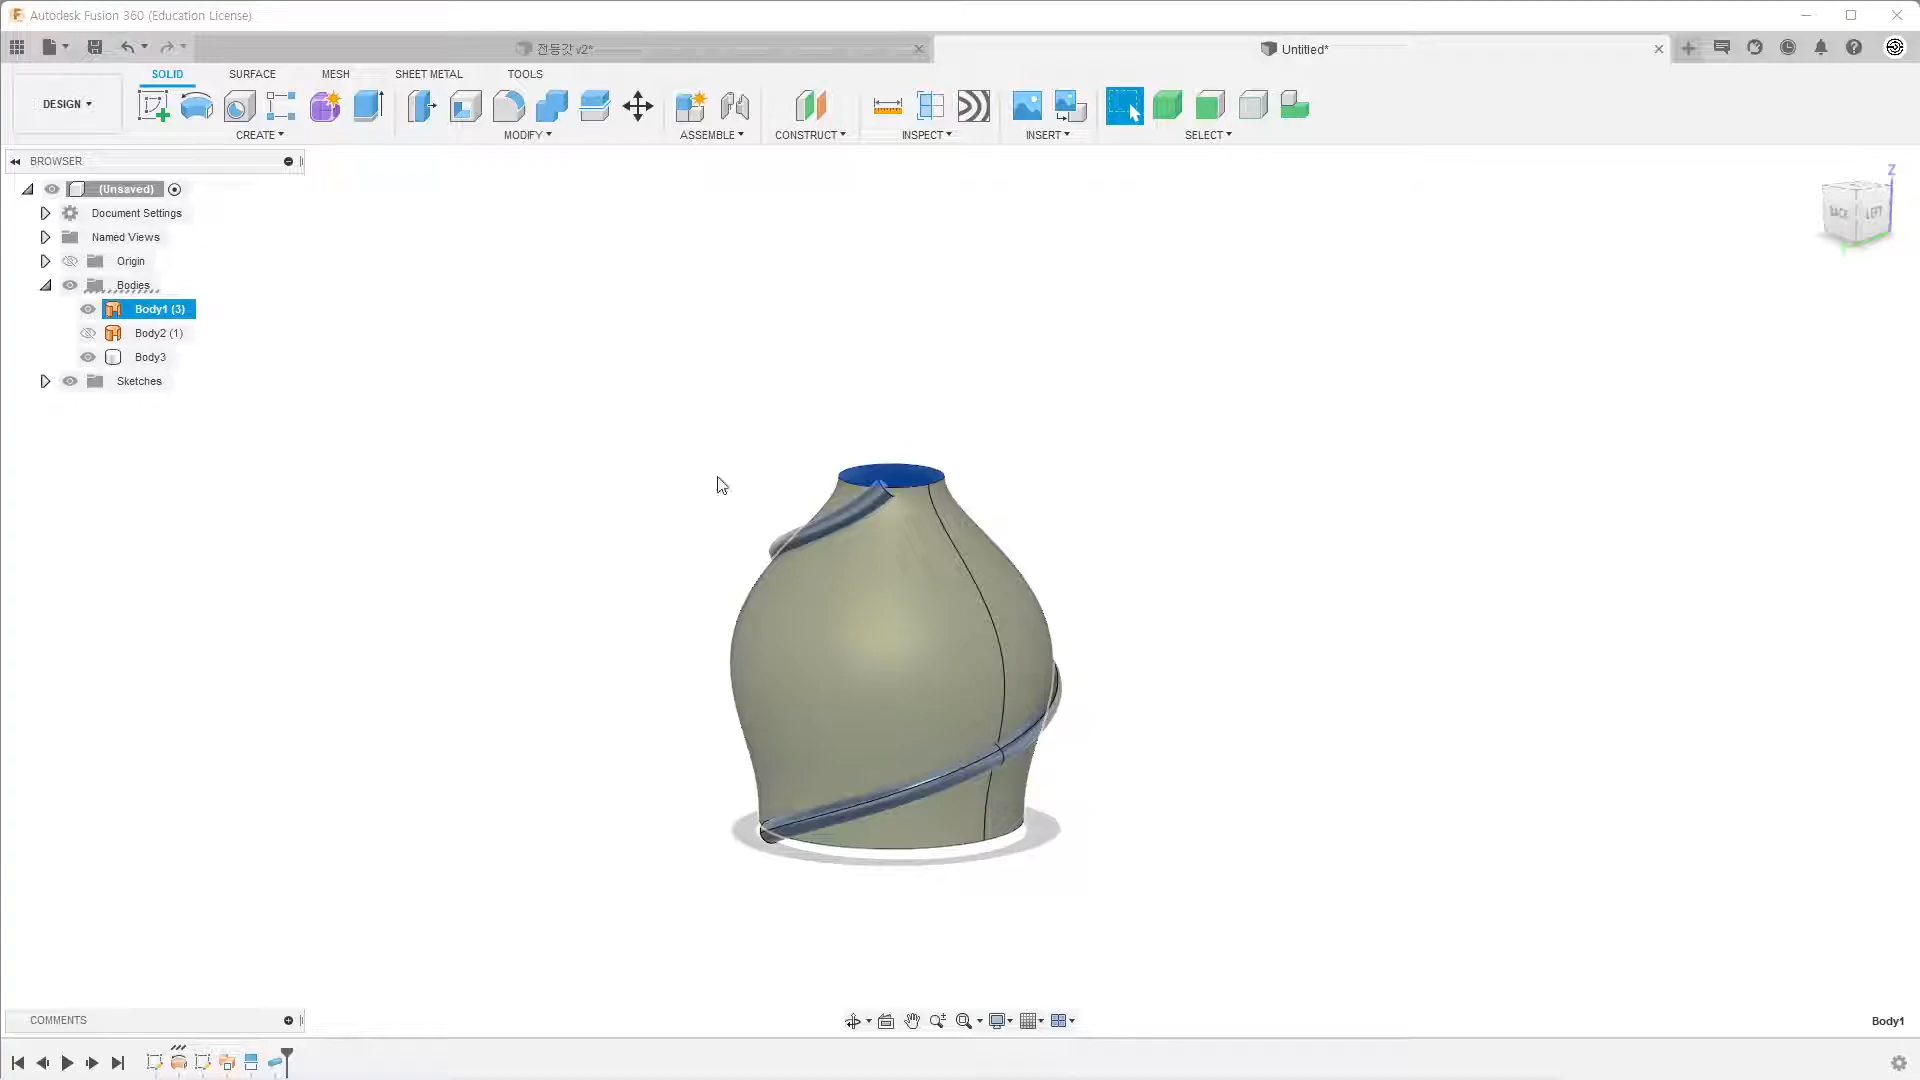 Autodesk Fusion 360 (Education License)
전등갓 v2*
Untitled*
SOLID
SURFACE
MESH
SHEET METAL
TOOLS
DESIGN
CREATE
MODIFY
ASSEMBLE
CONSTRUCT
INSPECT
INSERT
SELECT
BROWSER
(Unsaved)
Document Settings
Named Views
Origin
Bodies
Body1 (3)
Body2 (1)
Body3
Sketches
Z
BACK
LEFT
COMMENTS
Body1